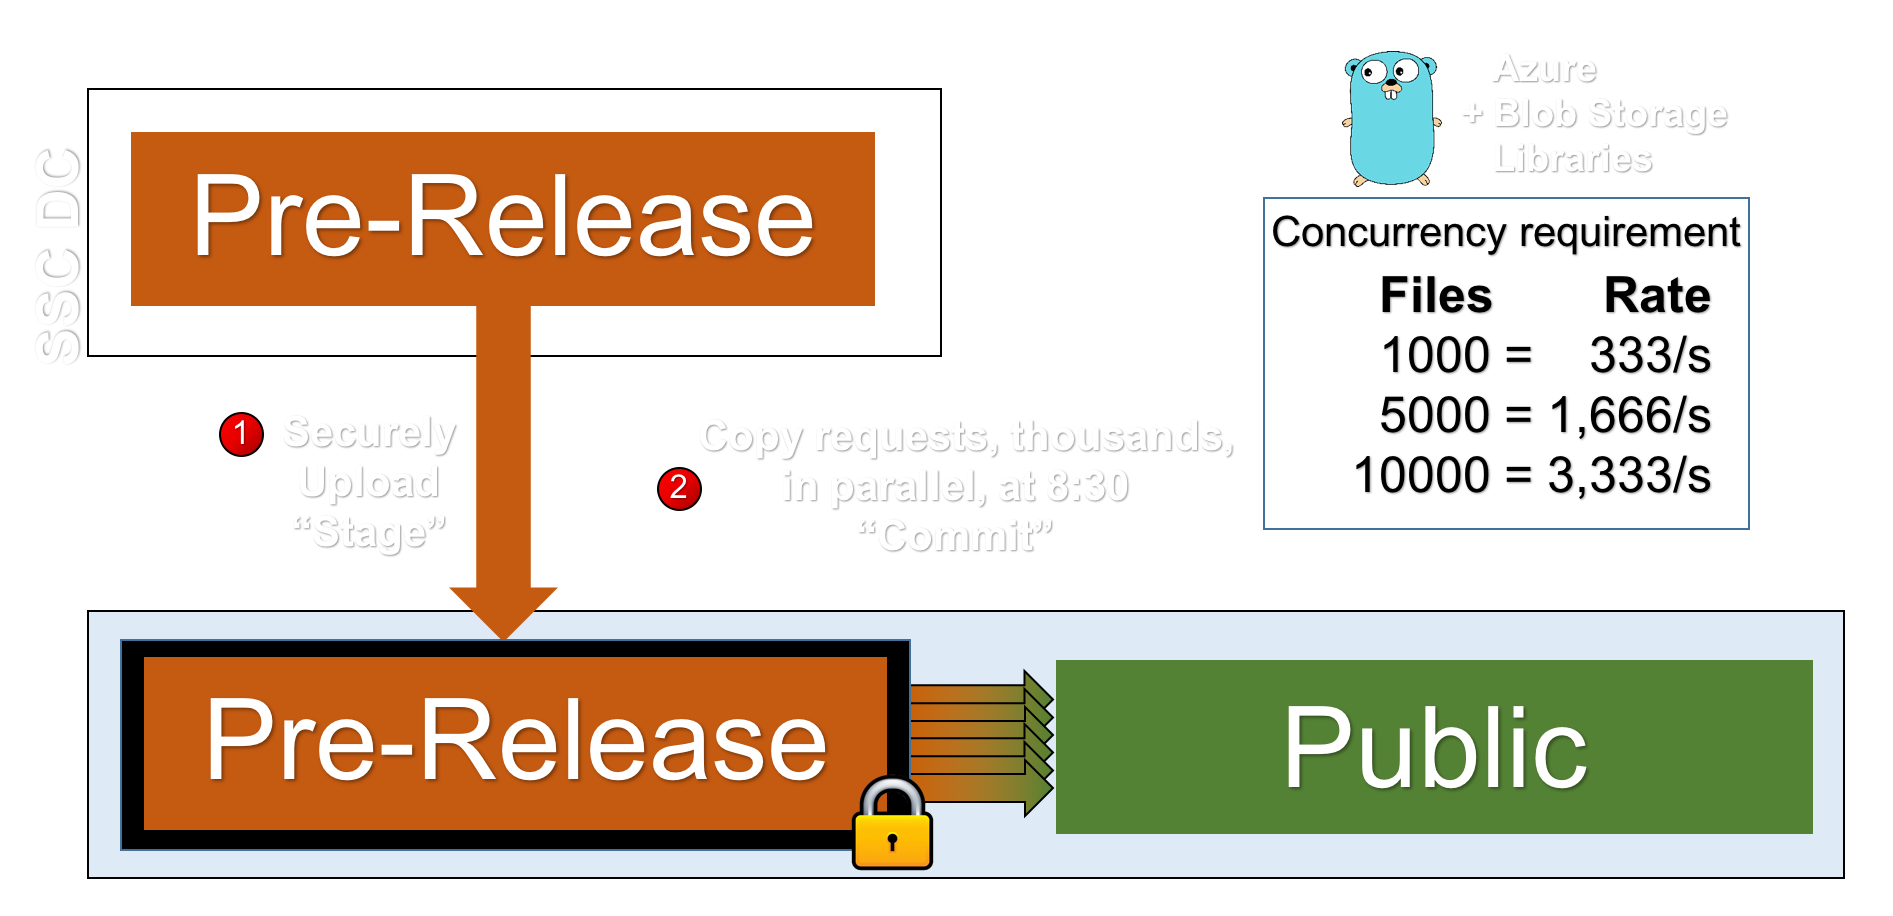 Azure
+ Blob Storage
Libraries
SSC DC
Pre-Release
Concurrency requirement
Files Rate
1000 = 333/s
5000 = 1,666/s
10000 = 3,333/s
1
Securely
Upload
“Stage”
2
Copy requests, thousands,
in parallel, at 8:30
“Commit”
Pre-Release
Public